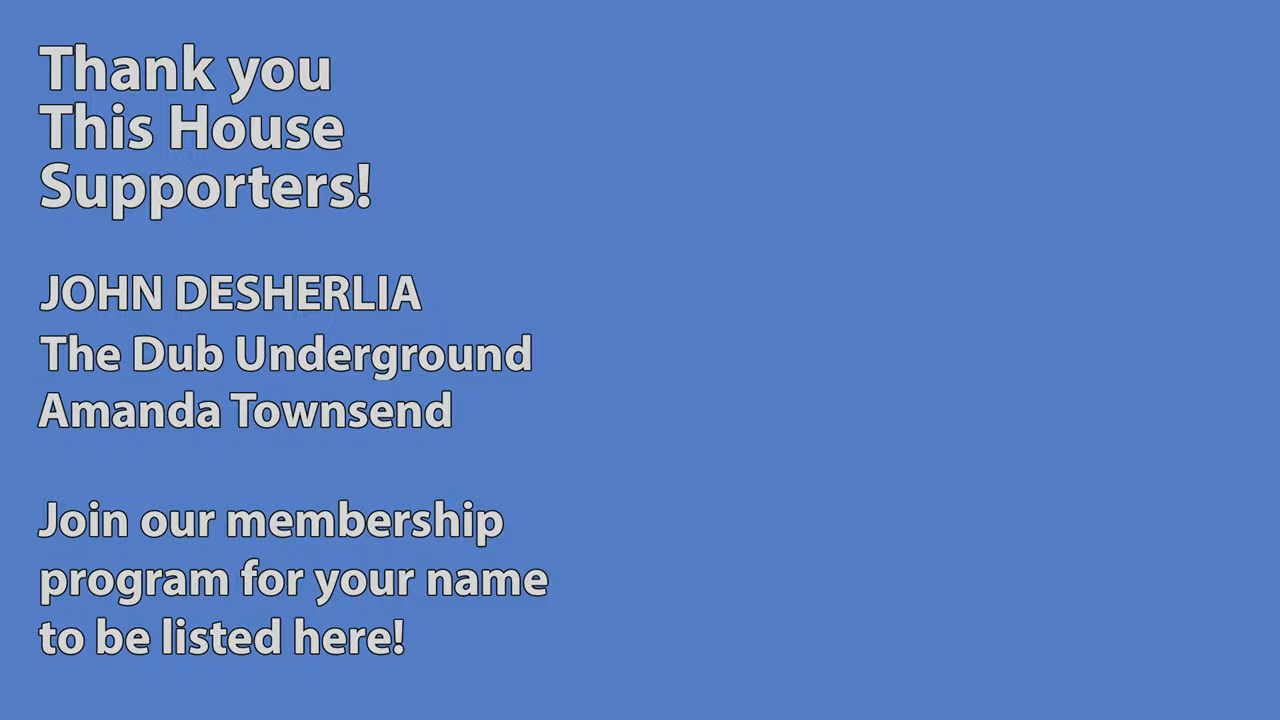 Thank you
This House
Supporters!
JOHN DESHERLIA
The Dub Underground
Amanda Townsend
Join our membership
program for your name
to be listed here!